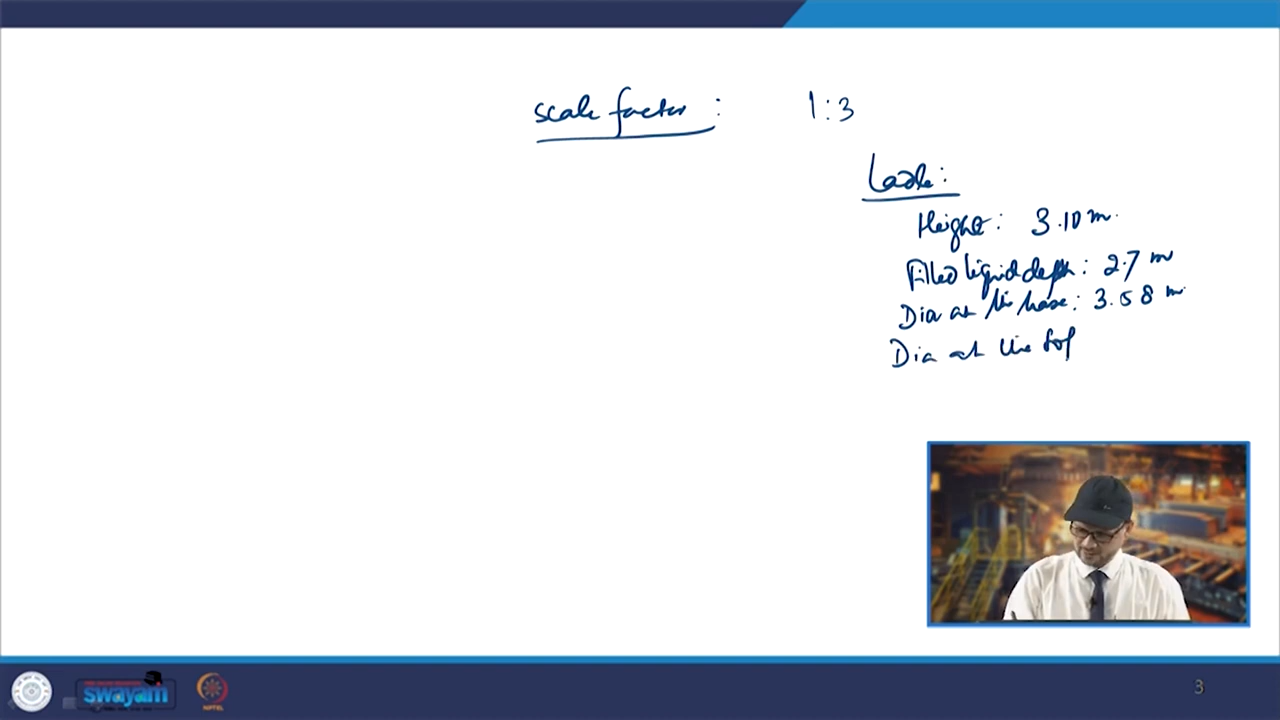 scale factor : 1:3
Ladle:
Height: 3.10 m.
Filled liquid depth: 2.7 m
Dia at the base: 3.58 m.
Dia at the top
3
swayam
NPTEL